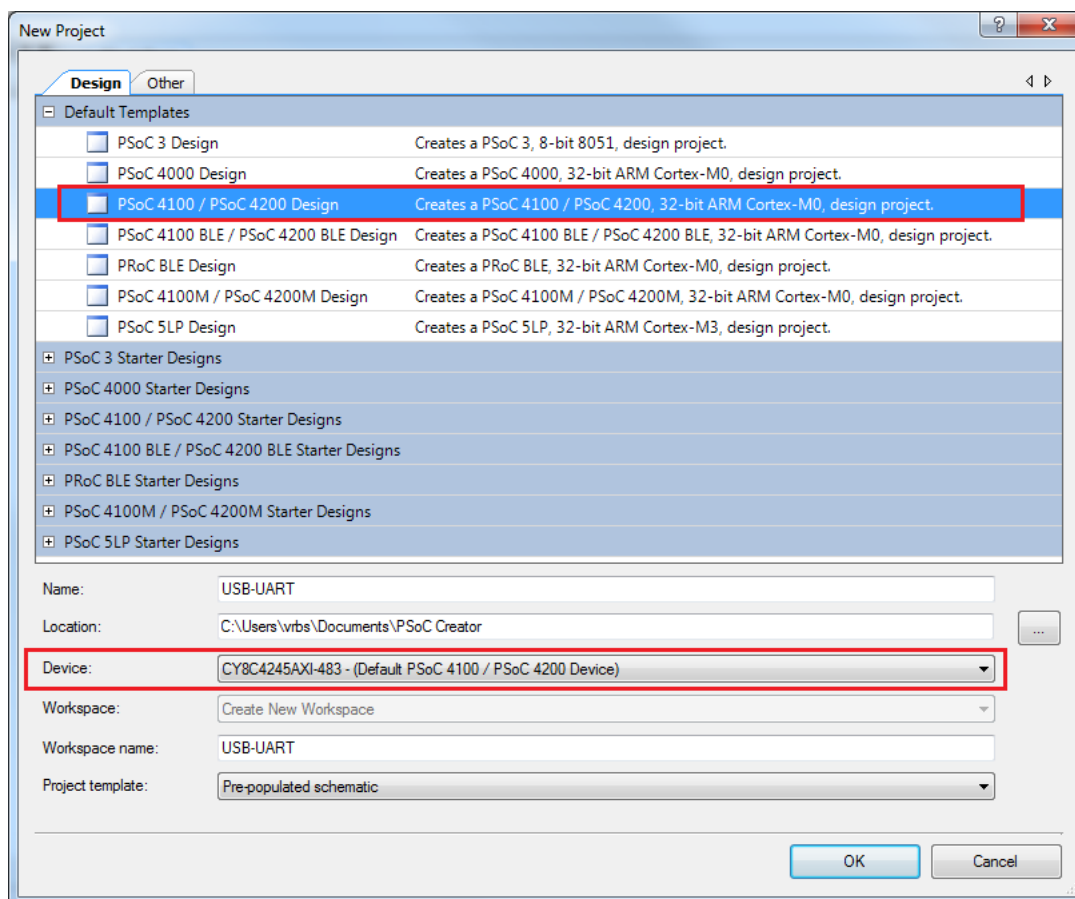 New Project
Design Other
Default Templates
PSoC 3 Design Creates a PSoC 3, 8-bit 8051, design project.
PSoC 4000 Design Creates a PSoC 4000, 32-bit ARM Cortex-M0, design project.
PSoC 4100 / PSoC 4200 Design Creates a PSoC 4100 / PSoC 4200, 32-bit ARM Cortex-M0, design project.
PSoC 4100 BLE / PSoC 4200 BLE Design Creates a PSoC 4100 BLE / PSoC 4200 BLE, 32-bit ARM Cortex-M0, design project.
PRoC BLE Design Creates a PRoC BLE, 32-bit ARM Cortex-M0, design project.
PSoC 4100M / PSoC 4200M Design Creates a PSoC 4100M / PSoC 4200M, 32-bit ARM Cortex-M0, design project.
PSoC 5LP Design Creates a PSoC 5LP, 32-bit ARM Cortex-M3, design project.
PSoC 3 Starter Designs
PSoC 4000 Starter Designs
PSoC 4100 / PSoC 4200 Starter Designs
PSoC 4100 BLE / PSoC 4200 BLE Starter Designs
PRoC BLE Starter Designs
PSoC 4100M / PSoC 4200M Starter Designs
PSoC 5LP Starter Designs
Name: USB-UART
Location: C:\Users\vrbs\Documents\PSoC Creator ...
Device: CY8C4245AXI-483 - (Default PSoC 4100 / PSoC 4200 Device)
Workspace: Create New Workspace
Workspace name: USB-UART
Project template: Pre-populated schematic
OK Cancel